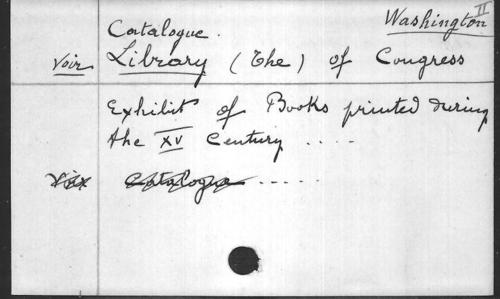 II
Washington
Catalogue.
Voir Library (The) of Congress
Exhibit of Books printed during
the XV Century ....
Voir Catalogue .....